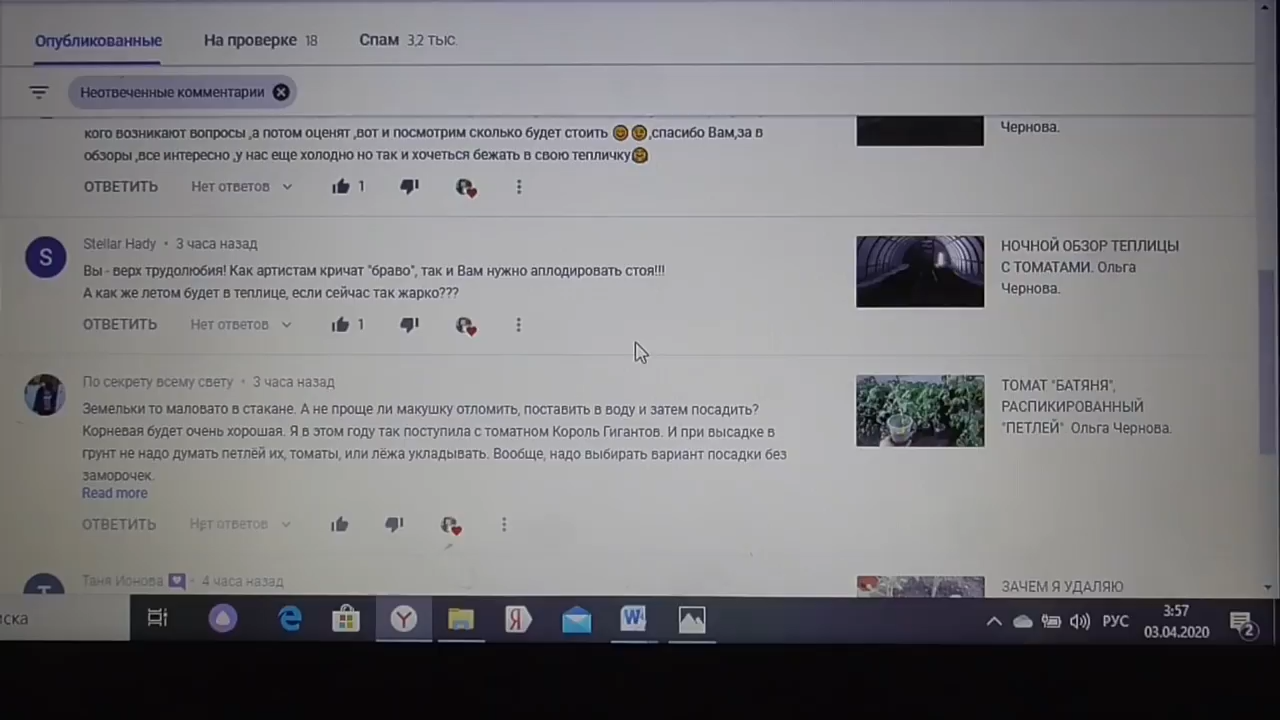 Опубликованные На проверке 18 Спам 3,2 тыс.
Неотвеченные комментарии
кого возникают вопросы ,а потом оценят ,вот и посмотрим сколько будет стоить ,спасибо Вам,за в
обзоры ,все интересно ,у нас еще холодно но так и хочеться бежать в свою тепличку
Чернова.
ОТВЕТИТЬ Нет ответов 1
S
Stellar Hady • 3 часа назад
Вы - верх трудолюбия! Как артистам кричат "браво", так и Вам нужно аплодировать стоя!!!
А как же летом будет в теплице, если сейчас так жарко???
ОТВЕТИТЬ Нет ответов 1
НОЧНОЙ ОБЗОР ТЕПЛИЦЫ
С ТОМАТАМИ. Ольга
Чернова.
По секрету всему свету • 3 часа назад
Земельки то маловато в стакане. А не проще ли макушку отломить, поставить в воду и затем посадить?
Корневая будет очень хорошая. Я в этом году так поступила с томатном Король Гигантов. И при высадке в
грунт не надо думать петлёй их, томаты, или лёжа укладывать. Вообще, надо выбирать вариант посадки без
заморочек.
Read more
ОТВЕТИТЬ Нет ответов
ТОМАТ "БАТЯНЯ",
РАСПИКИРОВАННЫЙ
"ПЕТЛЕЙ" Ольга Чернова.
Таня Ионова • 4 часа назад
ЗАЧЕМ Я УДАЛЯЮ
иска
РУС
3:57
03.04.2020
2